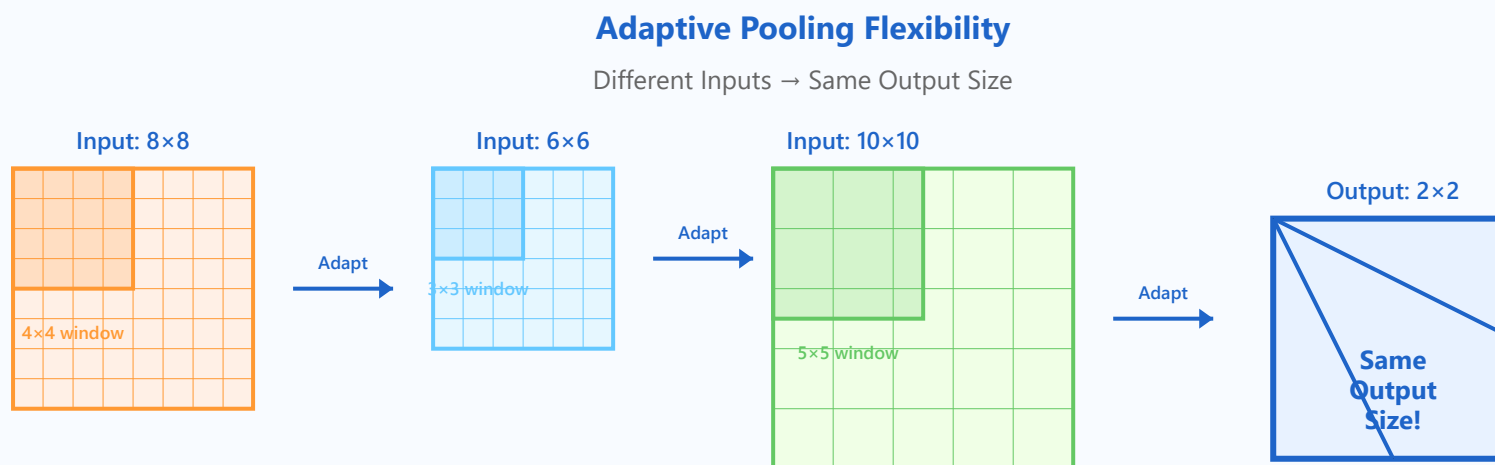 Adaptive Pooling Flexibility
Different Inputs → Same Output Size
Input: 8×8
4×4 window
Adapt
Input: 6×6
3×3 window
Adapt
Input: 10×10
5×5 window
Adapt
Output: 2×2
Same
Output
Size!